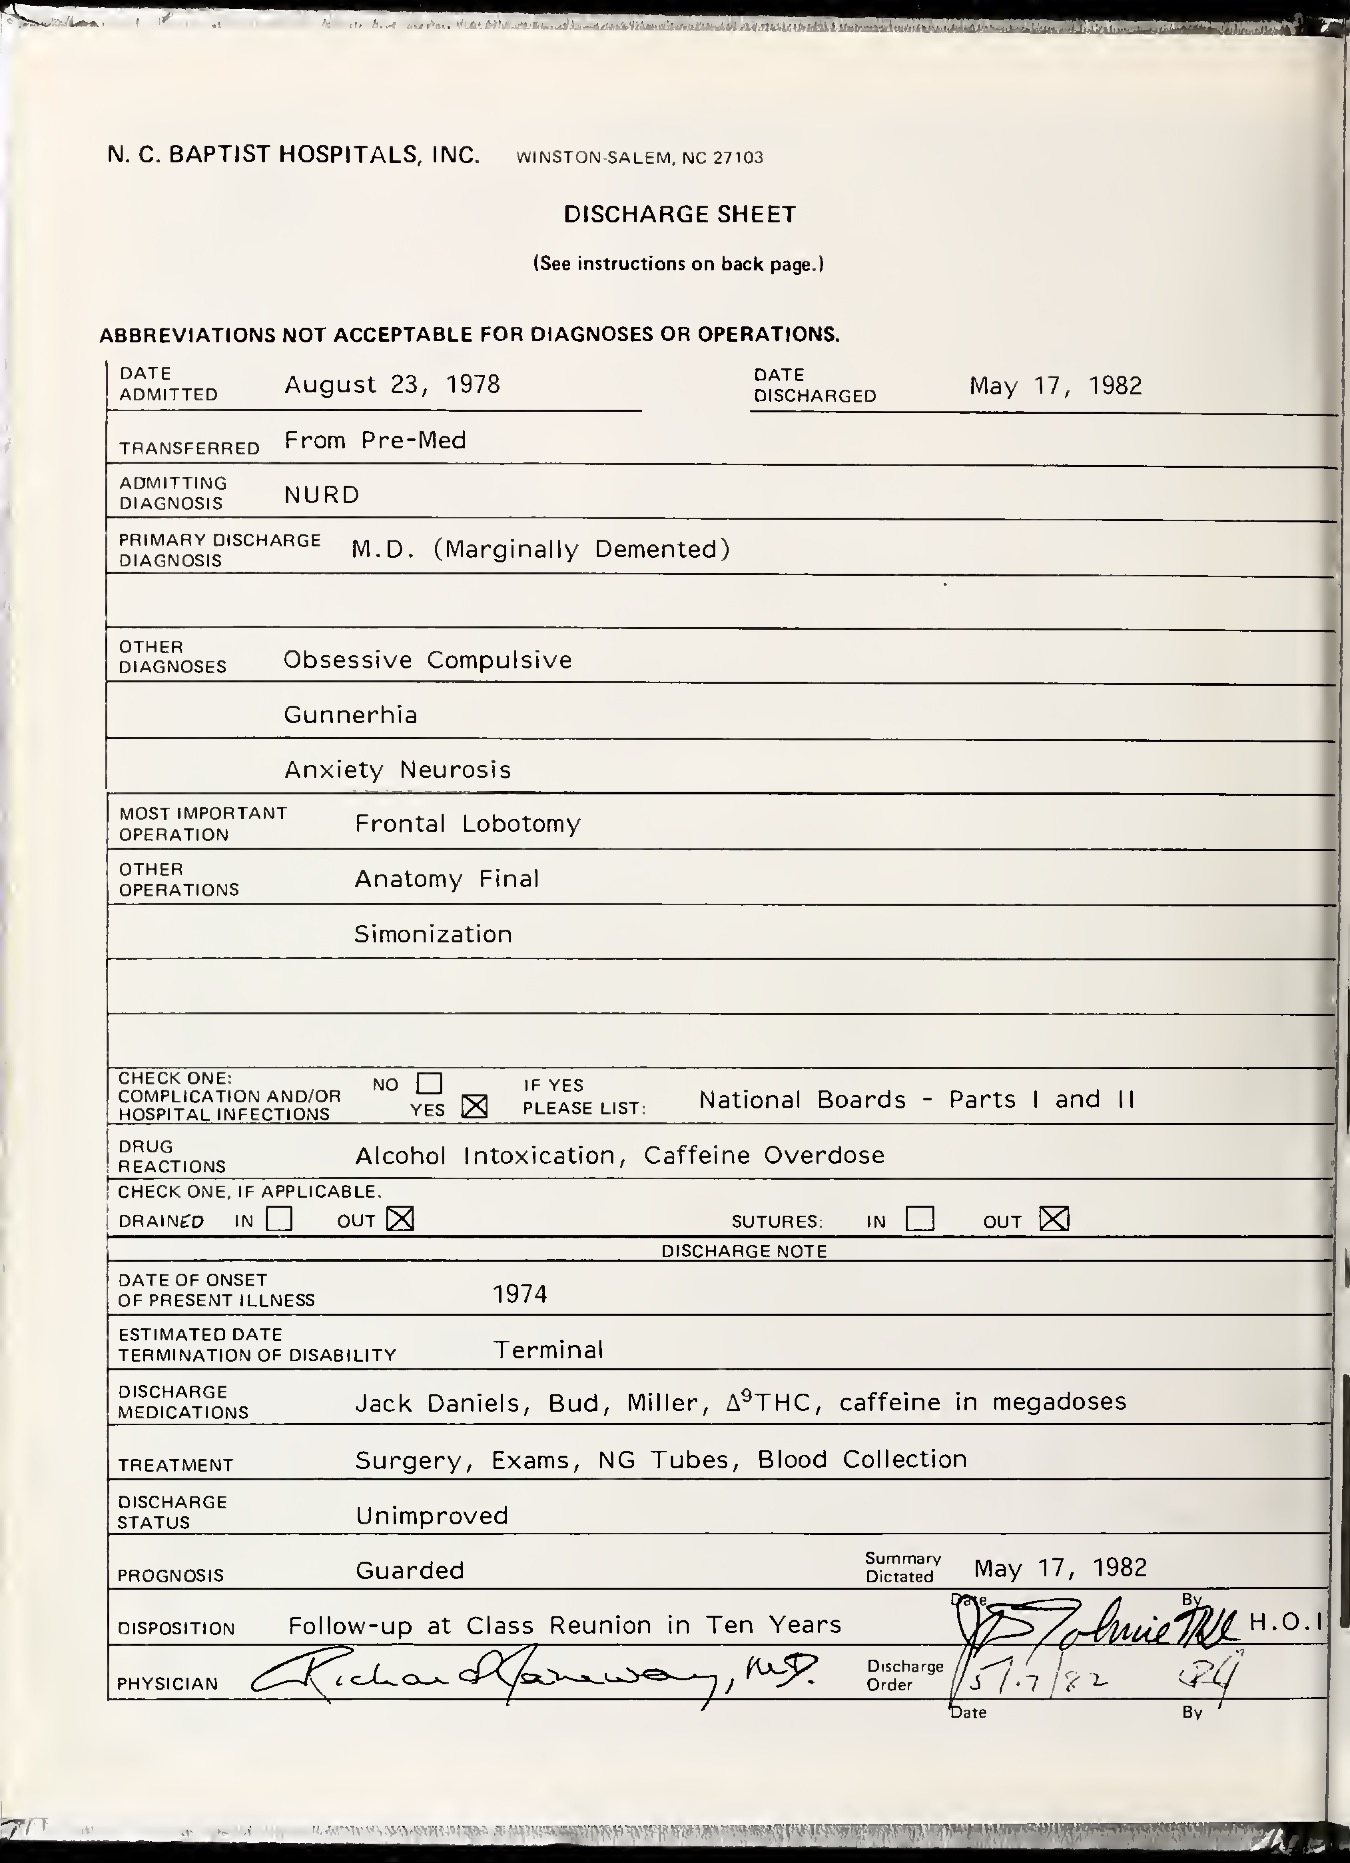 N. C. BAPTIST HOSPITALS, INC. WINSTON-SALEM, NC 27103
DISCHARGE SHEET
(See instructions on back page.)
ABBREVIATIONS NOT ACCEPTABLE FOR DIAGNOSES OR OPERATIONS.
DATE ADMITTED August 23, 1978 DATE DISCHARGED May 17, 1982
TRANSFERRED From Pre-Med
ADMITTING DIAGNOSIS NURD
PRIMARY DISCHARGE DIAGNOSIS M.D. (Marginally Demented)
OTHER DIAGNOSES Obsessive Compulsive
Gunnerhia
Anxiety Neurosis
MOST IMPORTANT OPERATION Frontal Lobotomy
OTHER OPERATIONS Anatomy Final
Simonization
CHECK ONE: COMPLICATION AND/OR HOSPITAL INFECTIONS NO YES IF YES PLEASE LIST: National Boards - Parts I and II
DRUG REACTIONS Alcohol Intoxication, Caffeine Overdose
CHECK ONE, IF APPLICABLE.
DRAINED IN OUT SUTURES: IN OUT
DISCHARGE NOTE
DATE OF ONSET OF PRESENT ILLNESS 1974
ESTIMATED DATE TERMINATION OF DISABILITY Terminal
DISCHARGE MEDICATIONS Jack Daniels, Bud, Miller, Δ⁹THC, caffeine in megadoses
TREATMENT Surgery, Exams, NG Tubes, Blood Collection
DISCHARGE STATUS Unimproved
PROGNOSIS Guarded Summary Dictated May 17, 1982
Date By
DISPOSITION Follow-up at Class Reunion in Ten Years H.O.I
PHYSICIAN Richard Janeway, M.D. Discharge Order
Date By